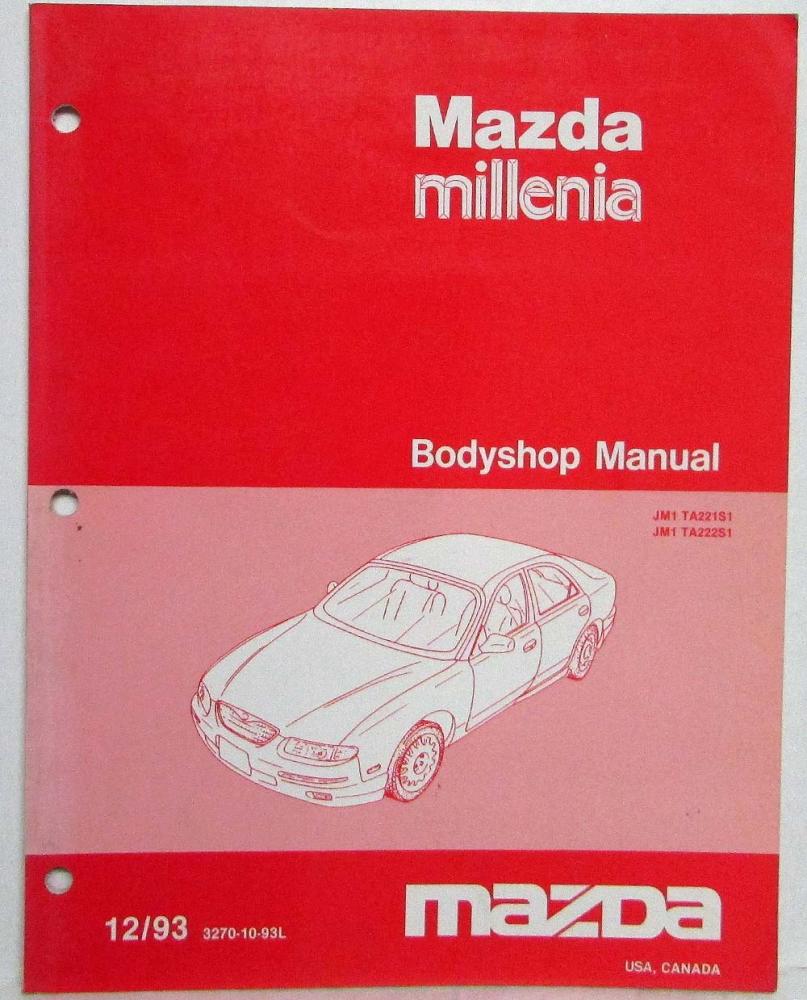 Mazda
millenia
Bodyshop Manual
JM1 TA221S1
JM1 TA222S1
12/93 3270-10-93L
mazda
USA, CANADA